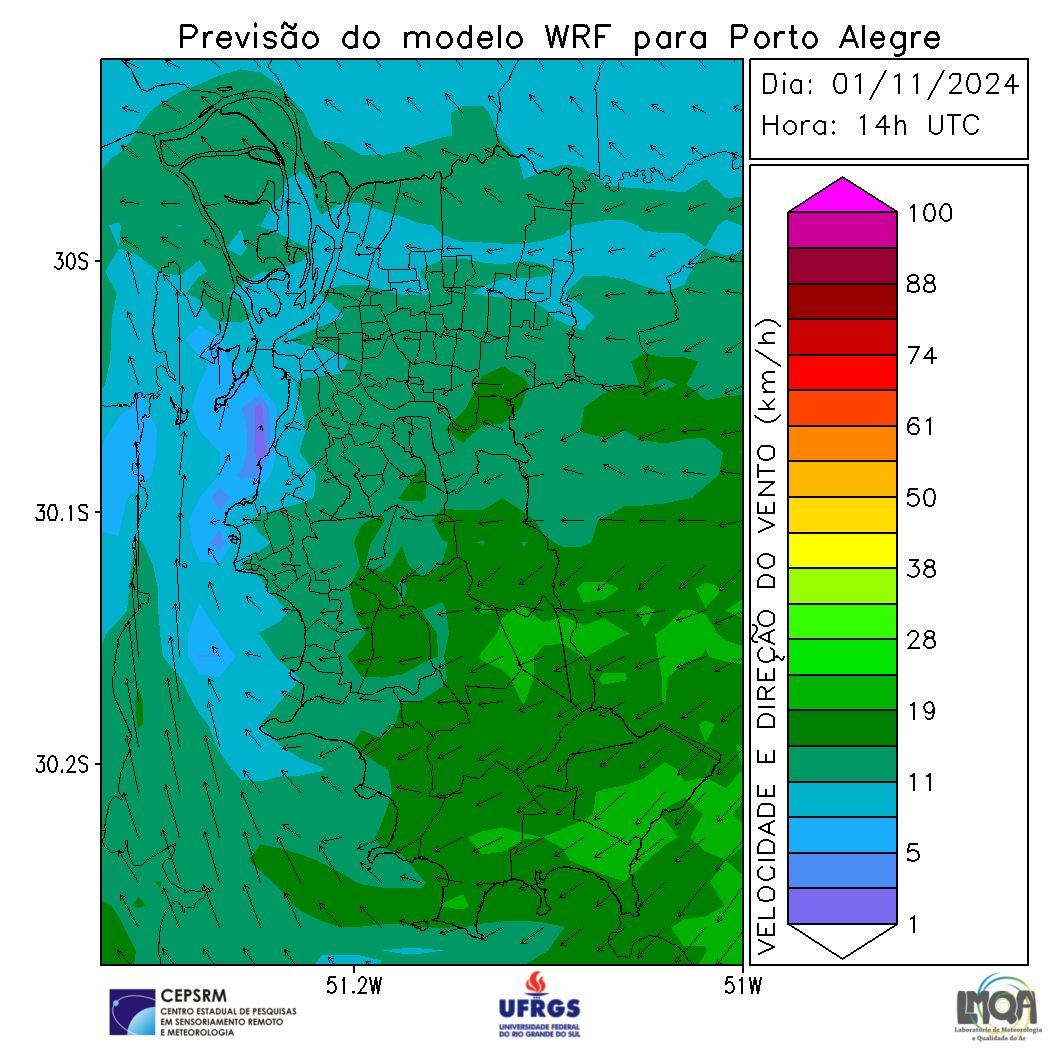 Previsão do modelo WRF para Porto Alegre
Dia: 01/11/2024
Hora: 14h UTC
30S
30.1S
30.2S
51.2W
51W
VELOCIDADE E DIREÇÃO DO VENTO (km/h)
100
88
74
61
50
38
28
19
11
5
1
CEPSRM
CENTRO ESTADUAL DE PESQUISAS
EM SENSORIAMENTO REMOTO
E METEOROLOGIA
UFRGS
UNIVERSIDADE FEDERAL
DO RIO GRANDE DO SUL
LMQA
Laboratório de Meteorologia
e Qualidade do Ar